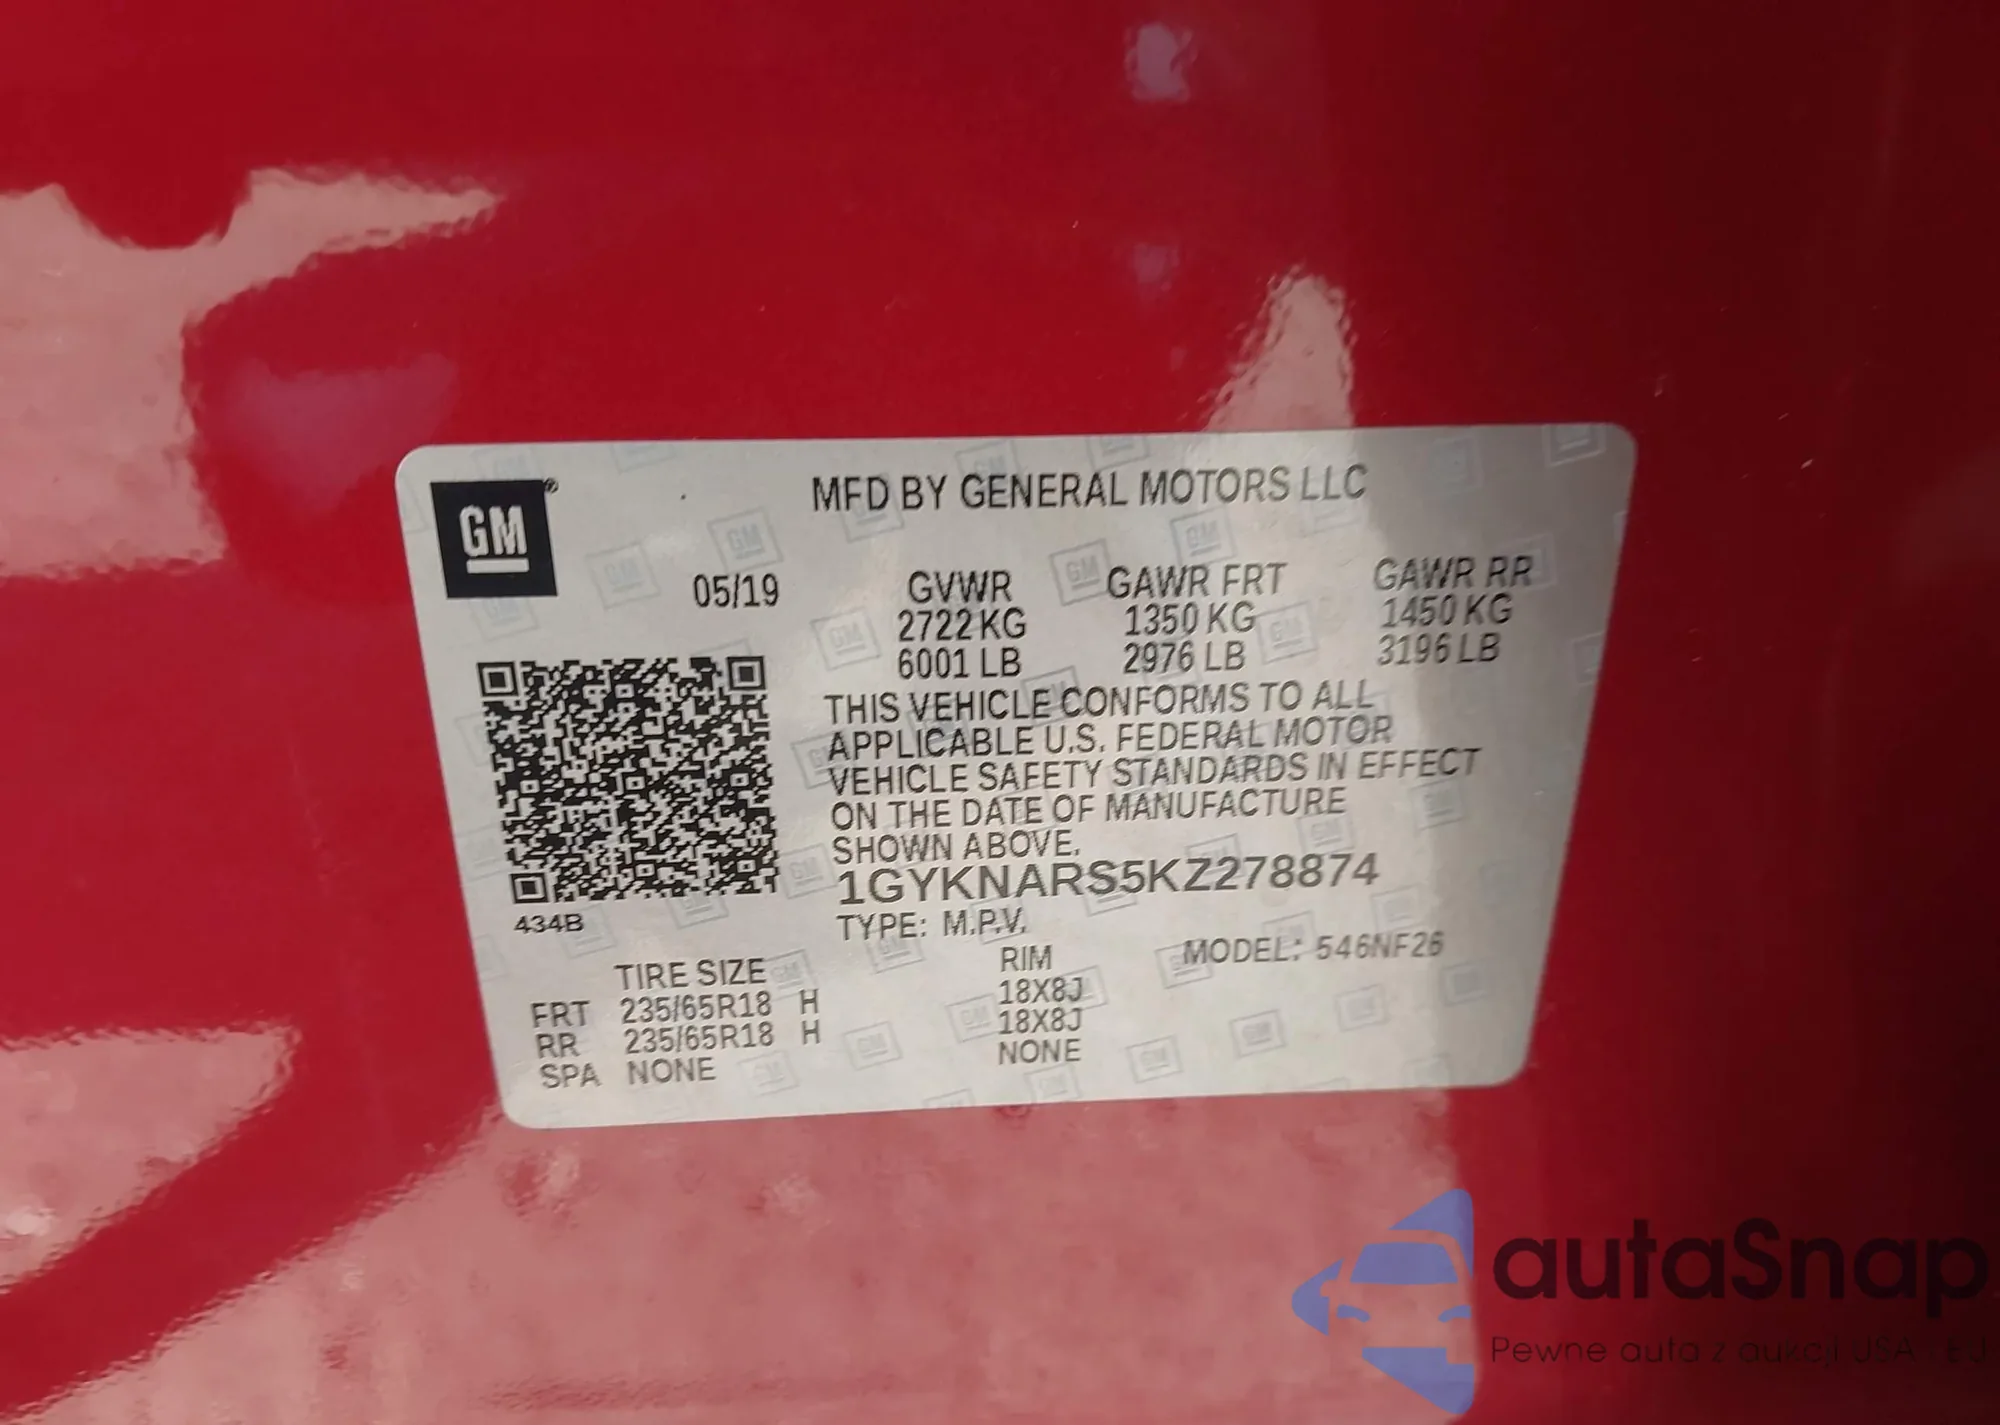 GM
MFD BY GENERAL MOTORS LLC
05/19 GVWR GAWR FRT GAWR RR
2722 KG 1350 KG 1450 KG
6001 LB 2976 LB 3196 LB
THIS VEHICLE CONFORMS TO ALL
APPLICABLE U.S. FEDERAL MOTOR
VEHICLE SAFETY STANDARDS IN EFFECT
ON THE DATE OF MANUFACTURE
SHOWN ABOVE.
1GYKNARS5KZ278874
434B
TYPE: M.P.V.
MODEL: 546NF26
TIRE SIZE RIM
FRT 235/65R18 H 18X8J
RR 235/65R18 H 18X8J
SPA NONE NONE
autaSnap
Pewne auta z aukcji USA i EU